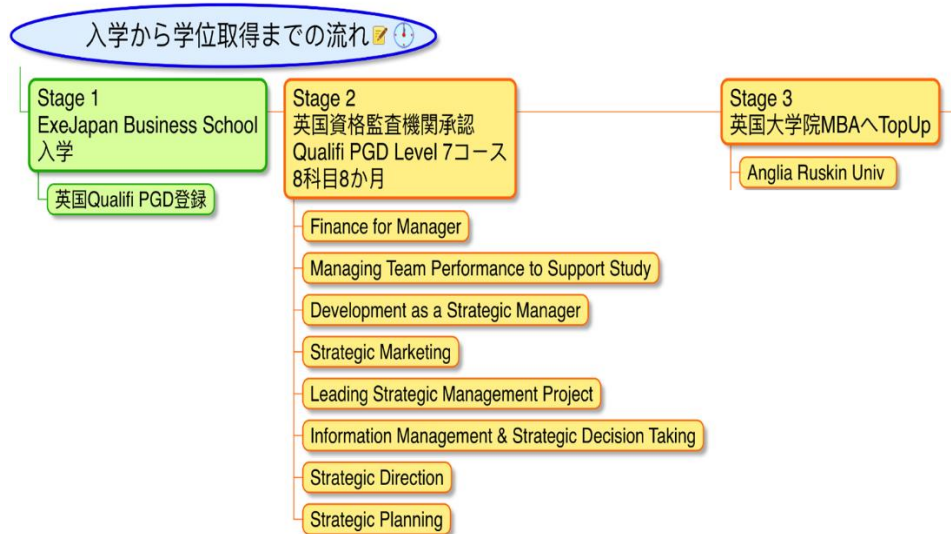 入学から学位取得までの流れ📝🕛
Stage 1
ExeJapan Business School
入学
英国Qualifi PGD登録
Stage 2
英国資格監査機関承認
Qualifi PGD Level 7コース
8科目8か月
Finance for Manager
Managing Team Performance to Support Study
Development as a Strategic Manager
Strategic Marketing
Leading Strategic Management Project
Information Management & Strategic Decision Taking
Strategic Direction
Strategic Planning
Stage 3
英国大学院MBAへTopUp
Anglia Ruskin Univ